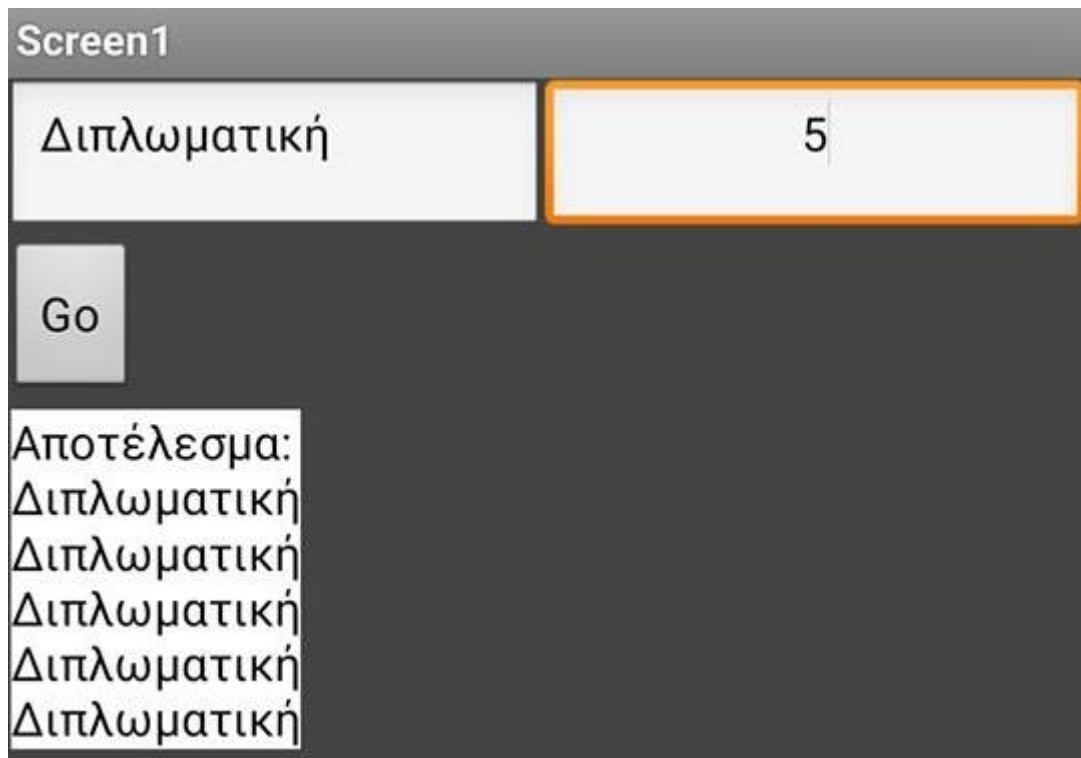 Screen1
Διπλωματική 5
Go
Αποτέλεσμα:
Διπλωματική
Διπλωματική
Διπλωματική
Διπλωματική
Διπλωματική